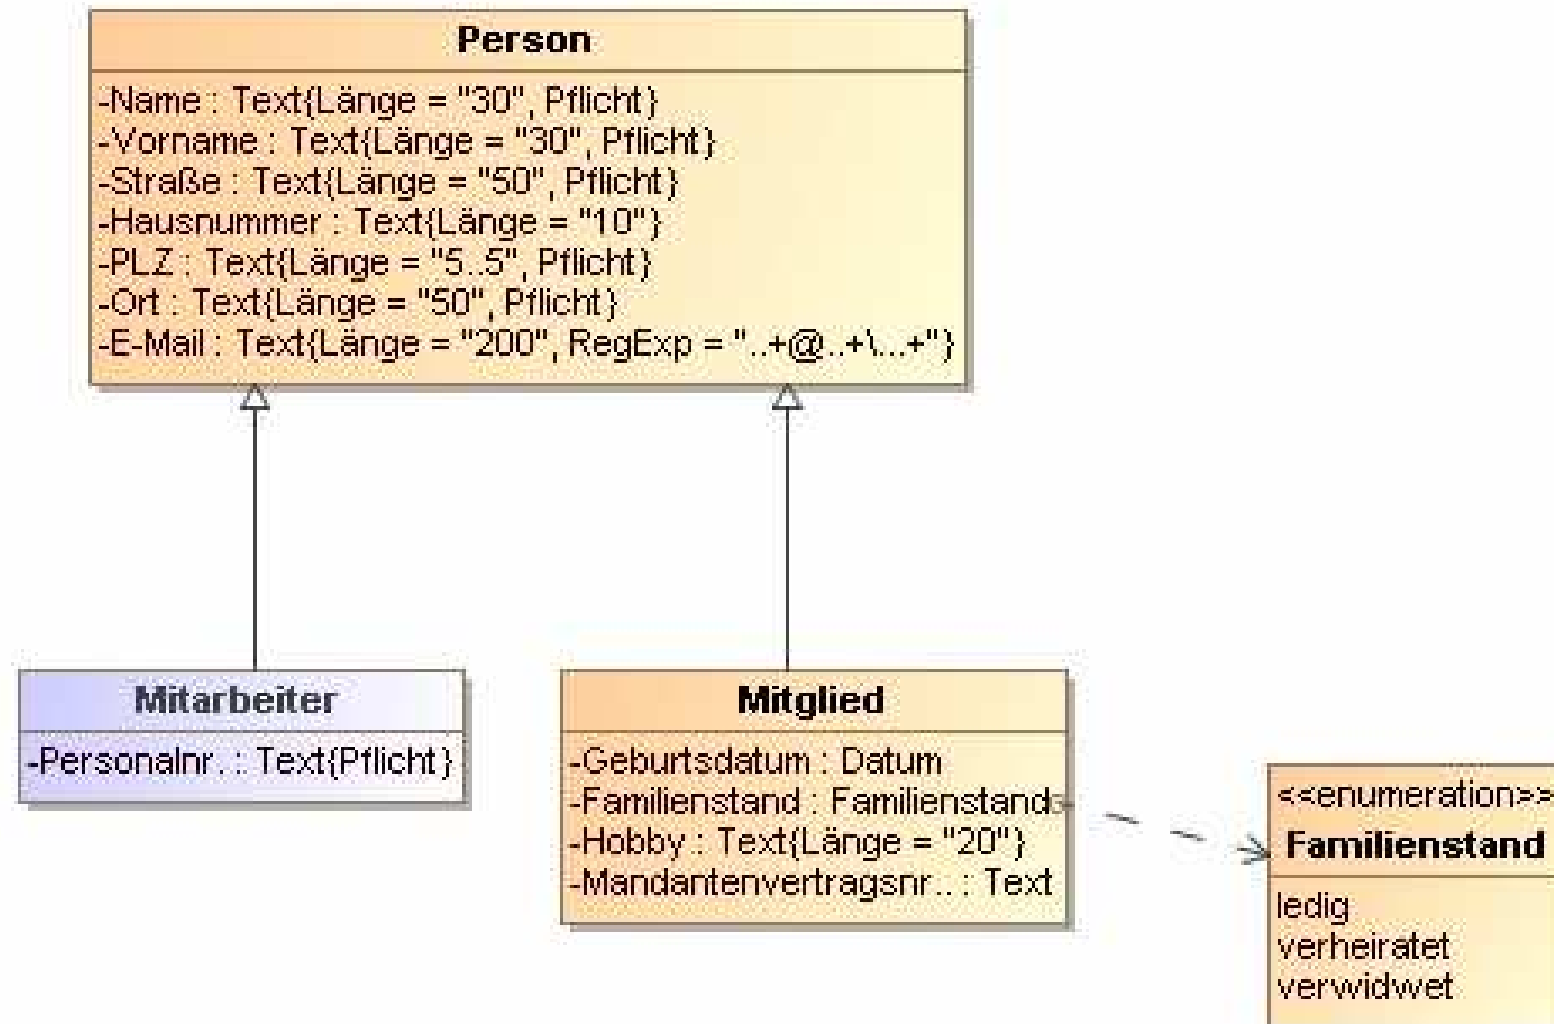 Person
-Name : Text{Länge = "30", Pflicht}
-Vorname : Text{Länge = "30", Pflicht}
-Straße : Text{Länge = "50", Pflicht}
-Hausnummer : Text{Länge = "10"}
-PLZ : Text{Länge = "5..5", Pflicht}
-Ort : Text{Länge = "50", Pflicht}
-E-Mail : Text{Länge = "200", RegExp = "..+@..+\...+"}
Mitarbeiter
-Personalnr. : Text{Pflicht}
Mitglied
-Geburtsdatum : Datum
-Familienstand : Familienstand
-Hobby : Text{Länge = "20"}
-Mandantenvertragsnr.. : Text
<<enumeration>>
Familienstand
ledig
verheiratet
verwidwet